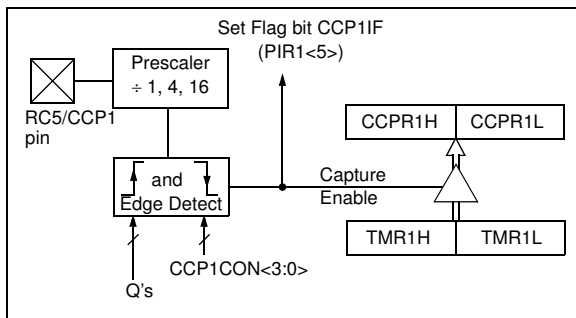 Set Flag bit CCP1IF
(PIR1<5>)
Prescaler
÷ 1, 4, 16
RC5/CCP1
pin
CCPR1H
CCPR1L
and
Edge Detect
Capture
Enable
TMR1H
TMR1L
CCP1CON<3:0>
Q's